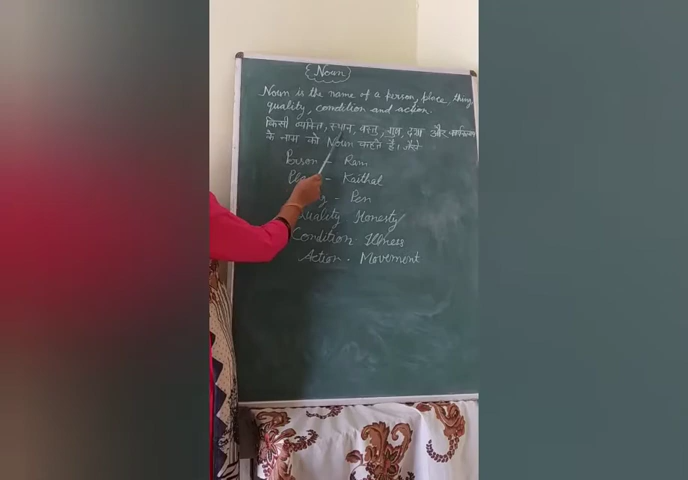 Noun
Noun is the name of a person, place, thing
quality, condition and action.
किसी व्यक्ति, स्थान, वस्तु, गुण, दशा और
के नाम को Noun कहते है। जैसे
Person - Ram
- Kaithal
- Pen
Quality Honesty
Condition. Illness
Action. Movement